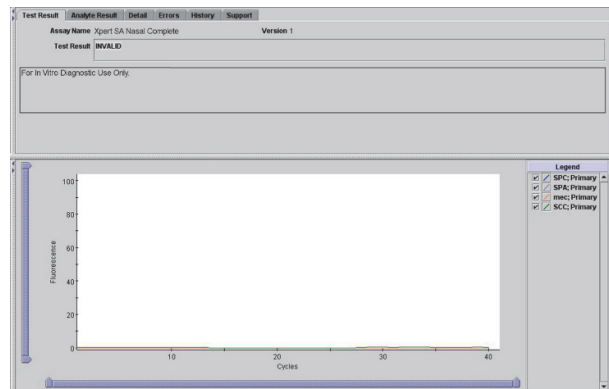 Test Result Analyte Result Detail Errors History Support
Assay Name Xpert SA Nasal Complete Version 1
Test Result INVALID
For In Vitro Diagnostic Use Only.
Legend
SPC; Primary
SPA; Primary
mec; Primary
SCC; Primary
100
80
60
40
20
0
Fluorescence
10 20 30 40
Cycles